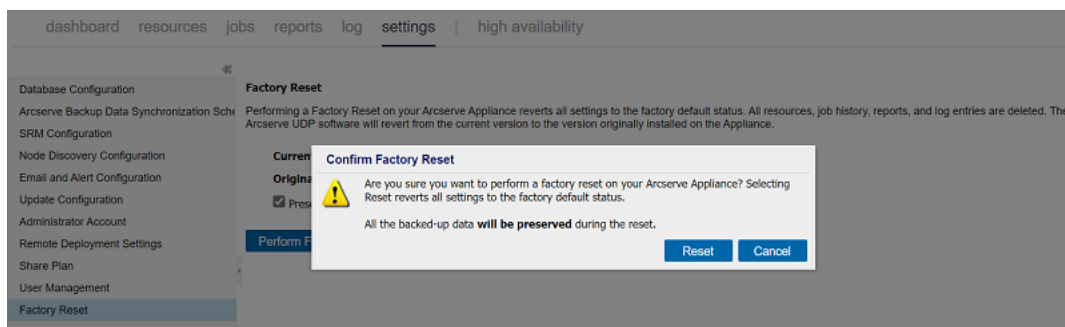 dashboard resources jobs reports log settings | high availability
Database Configuration
Arcserve Backup Data Synchronization Sche
SRM Configuration
Node Discovery Configuration
Email and Alert Configuration
Update Configuration
Administrator Account
Remote Deployment Settings
Share Plan
User Management
Factory Reset
Factory Reset
Performing a Factory Reset on your Arcserve Appliance reverts all settings to the factory default status. All resources, job history, reports, and log entries are deleted. The
Arcserve UDP software will revert from the current version to the version originally installed on the Appliance.
Curren
Origina
Pres
Perform F
Confirm Factory Reset
Are you sure you want to perform a factory reset on your Arcserve Appliance? Selecting
Reset reverts all settings to the factory default status.
All the backed-up data will be preserved during the reset.
Reset Cancel